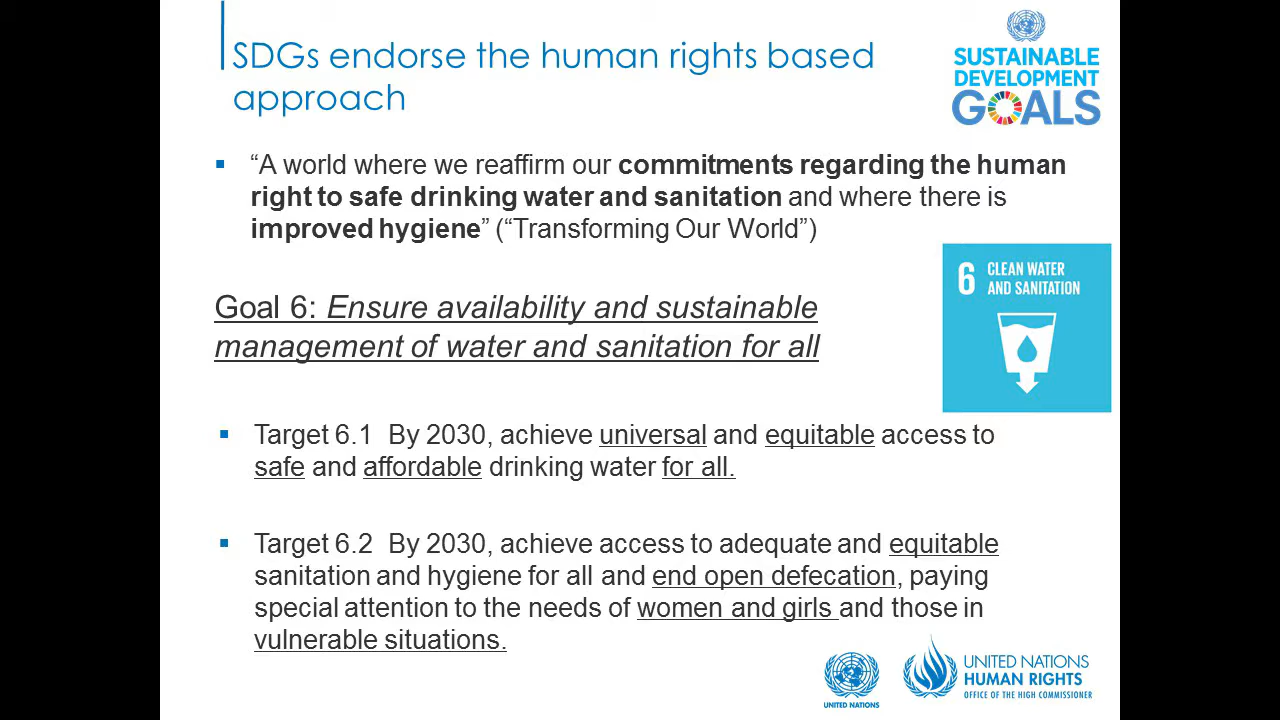 SDGs endorse the human rights based
approach
SUSTAINABLE
DEVELOPMENT
GOALS
▪ “A world where we reaffirm our commitments regarding the human
right to safe drinking water and sanitation and where there is
improved hygiene” (“Transforming Our World”)
6 CLEAN WATER
AND SANITATION
Goal 6: Ensure availability and sustainable
management of water and sanitation for all
▪ Target 6.1 By 2030, achieve universal and equitable access to
safe and affordable drinking water for all.
▪ Target 6.2 By 2030, achieve access to adequate and equitable
sanitation and hygiene for all and end open defecation, paying
special attention to the needs of women and girls and those in
vulnerable situations.
UNITED NATIONS
UNITED NATIONS
HUMAN RIGHTS
OFFICE OF THE HIGH COMMISSIONER